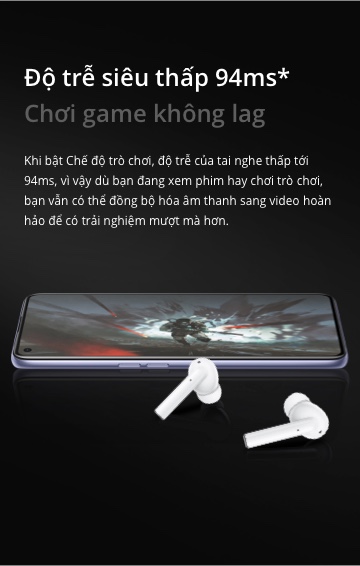 Độ trễ siêu thấp 94ms*
Chơi game không lag
Khi bật Chế độ trò chơi, độ trễ của tai nghe thấp tới
94ms, vì vậy dù bạn đang xem phim hay chơi trò chơi,
bạn vẫn có thể đồng bộ hóa âm thanh sang video hoàn
hảo để có trải nghiệm mượt mà hơn.